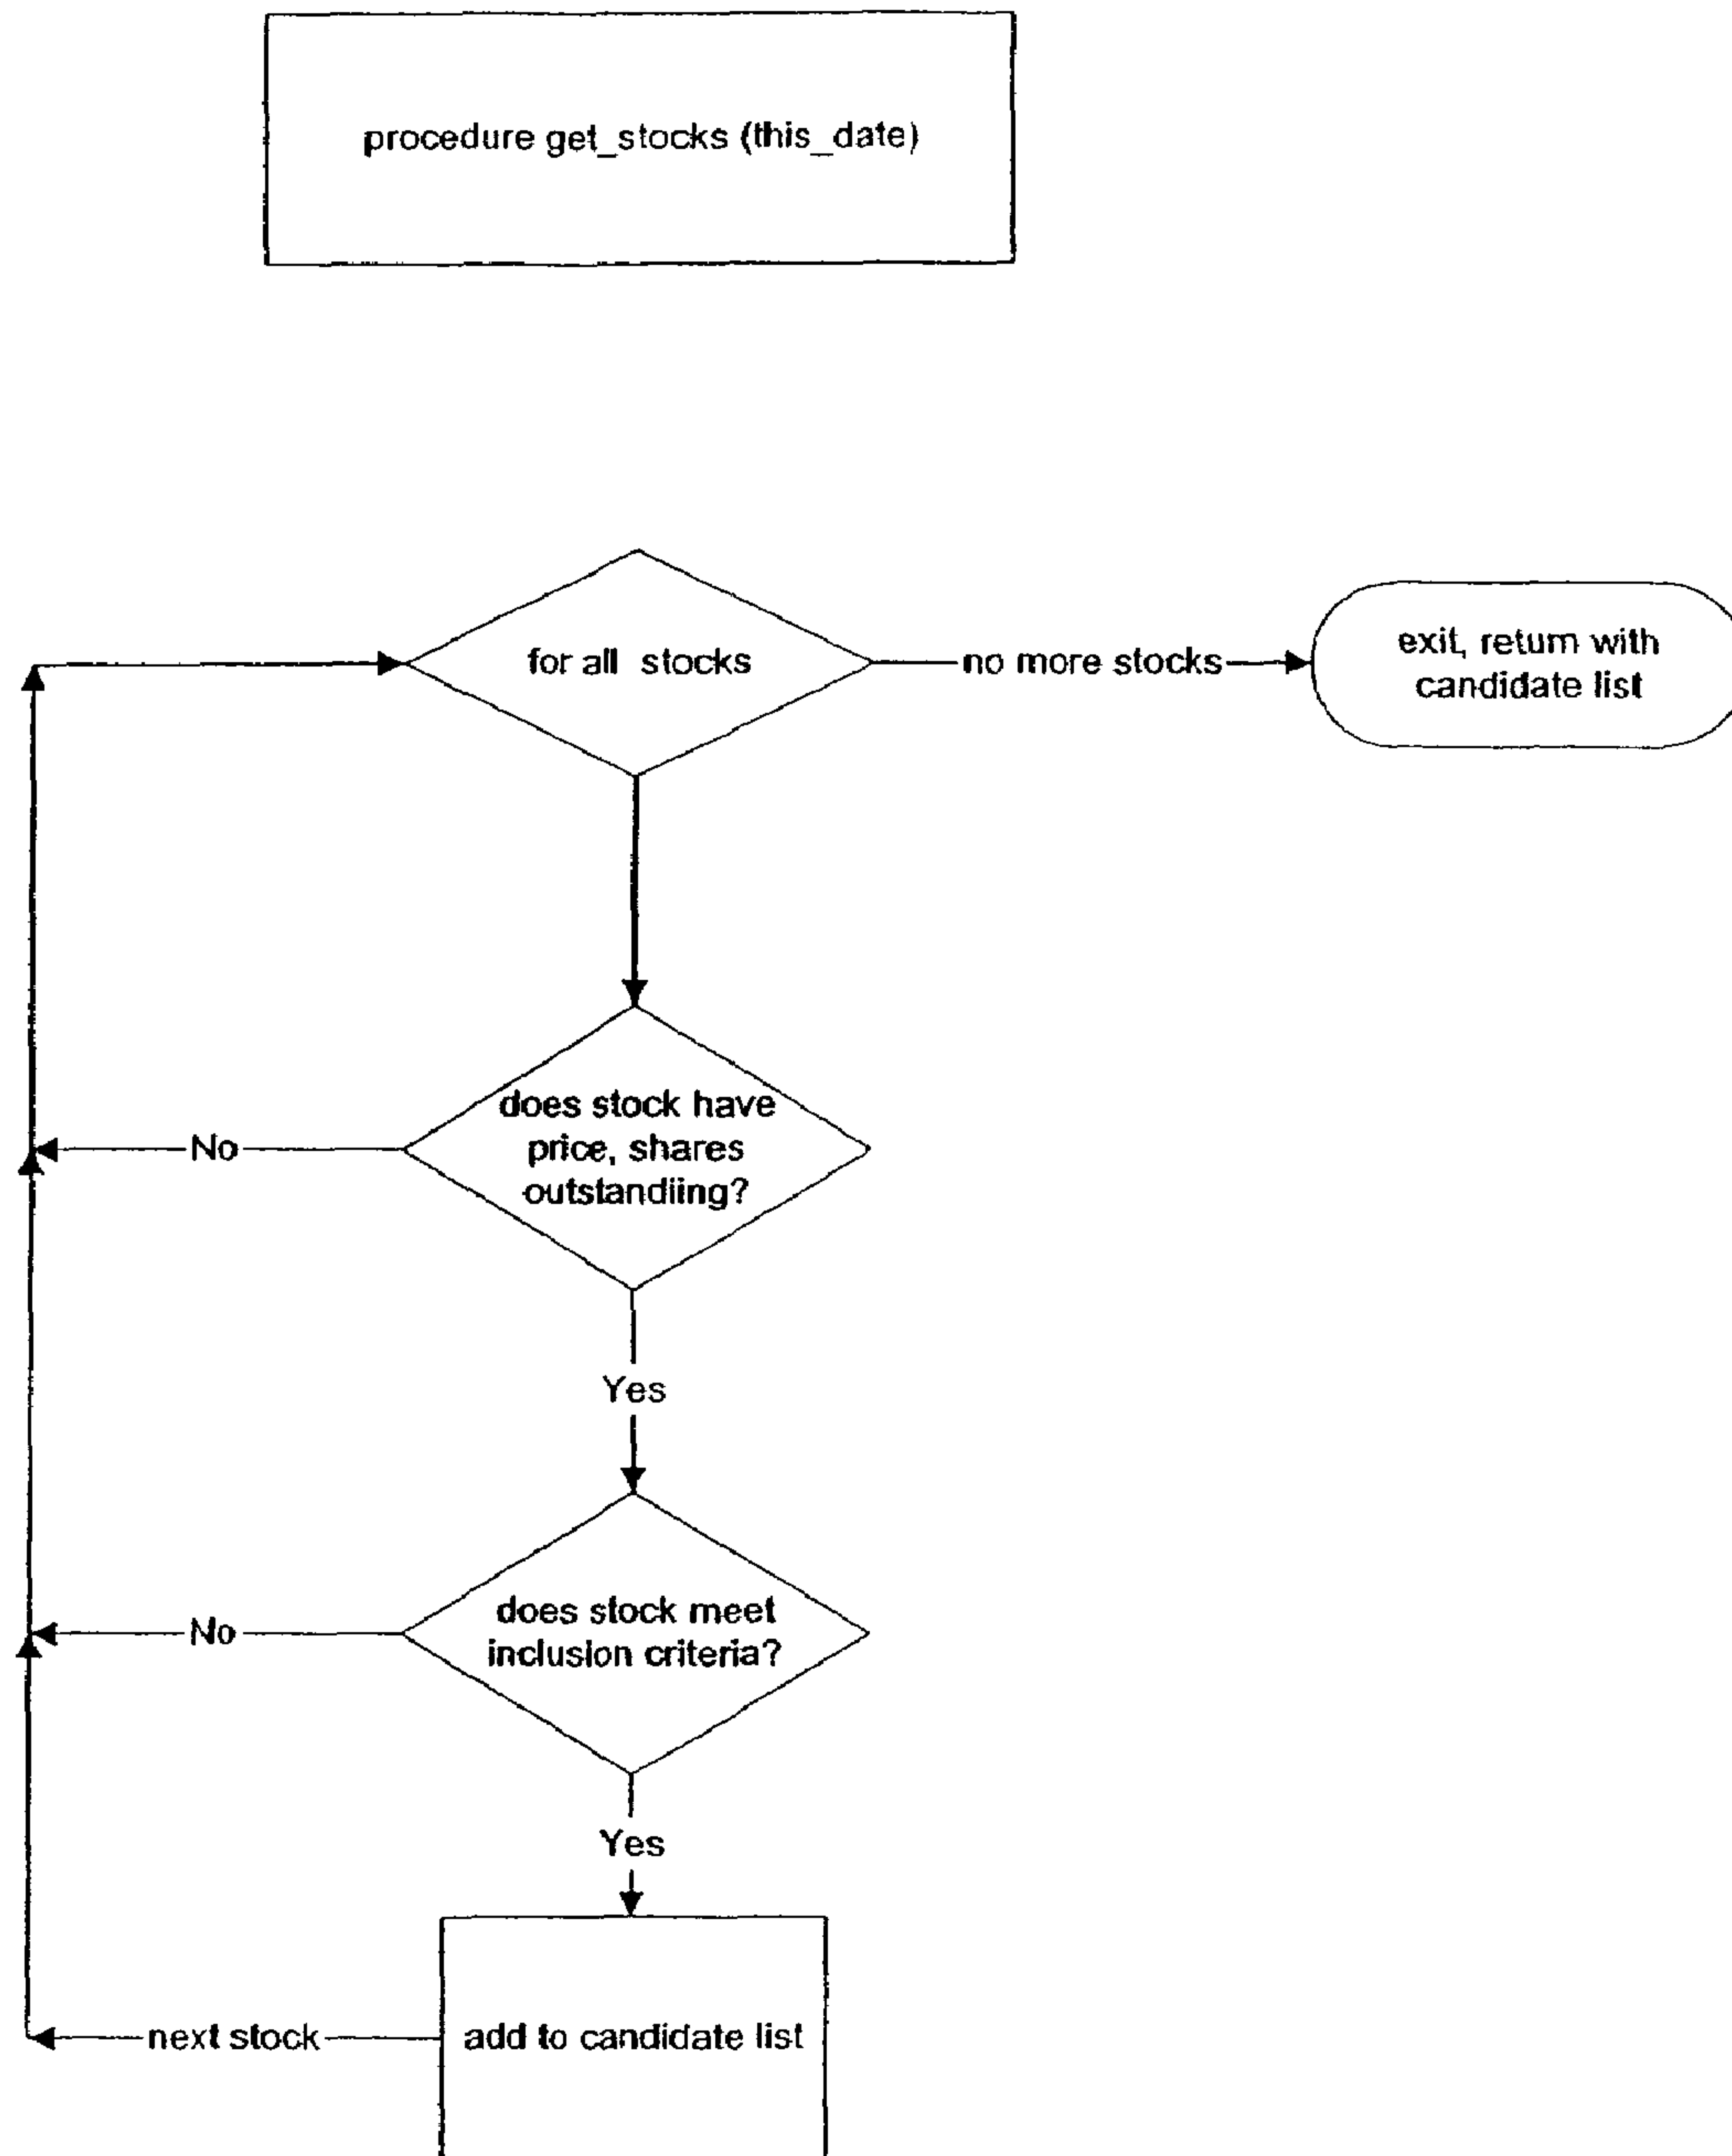 procedure get_stocks (this_date)
for all stocks
no more stocks
exit, return with
candidate list
does stock have
price, shares
outstandiing?
No
Yes
does stock meet
inclusion criteria?
No
Yes
add to candidate list
next stock